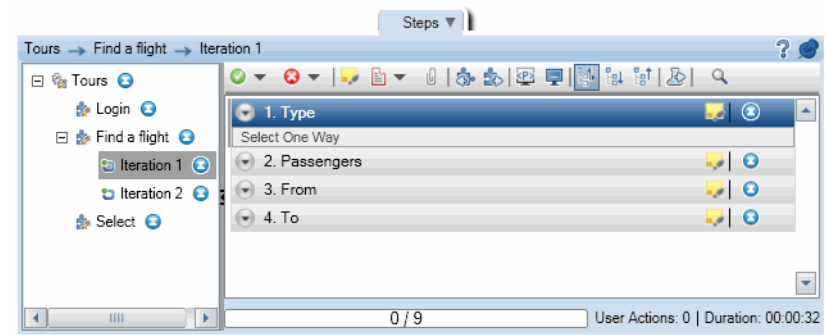 Steps
Tours → Find a flight → Iteration 1
Tours
Login
Find a flight
Iteration 1
Iteration 2
Select
1. Type
Select One Way
2. Passengers
3. From
4. To
0 / 9
User Actions: 0 | Duration: 00:00:32